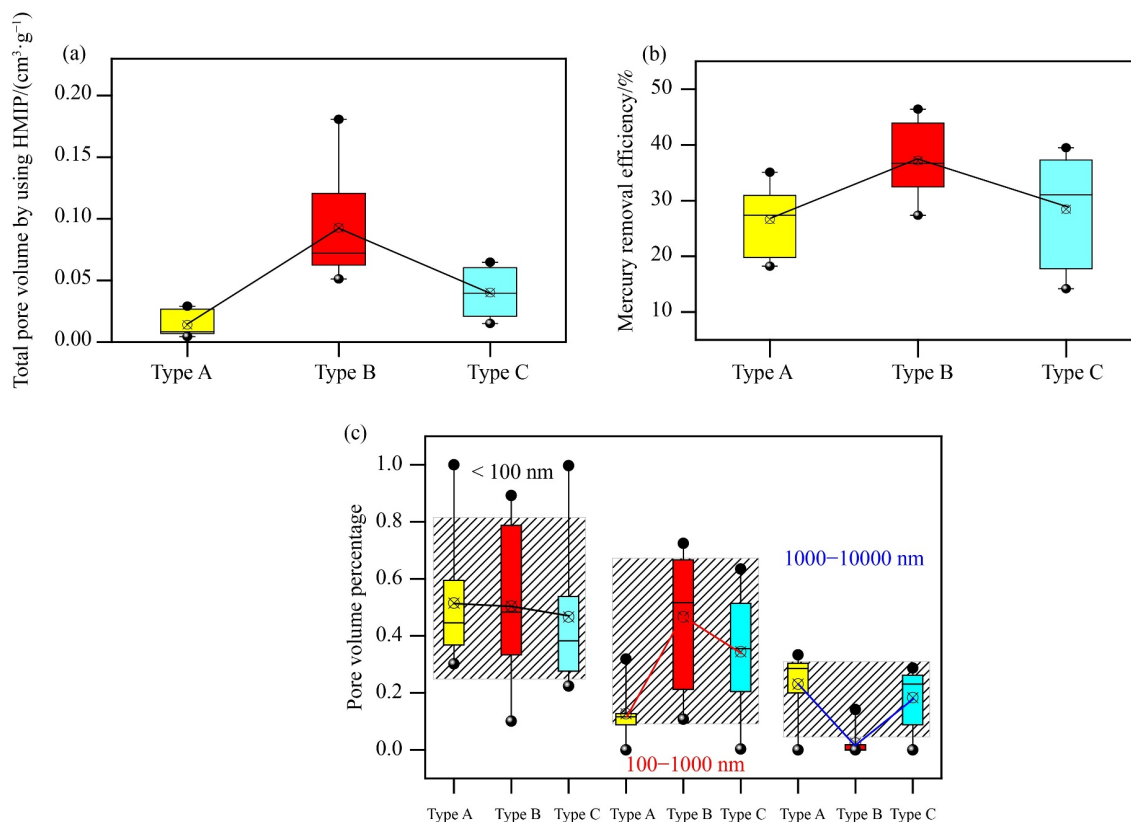 (a)
Total pore volume by using HMIP/(cm³·g⁻¹)
0.20
0.15
0.10
0.05
0.00
Type A
Type B
Type C
(b)
Mercury removal efficiency/%
50
40
30
20
10
Type A
Type B
Type C
(c)
Pore volume percentage
1.0
0.8
0.6
0.4
0.2
0.0
< 100 nm
100−1000 nm
1000−10000 nm
Type A
Type B
Type C
Type A
Type B
Type C
Type A
Type B
Type C